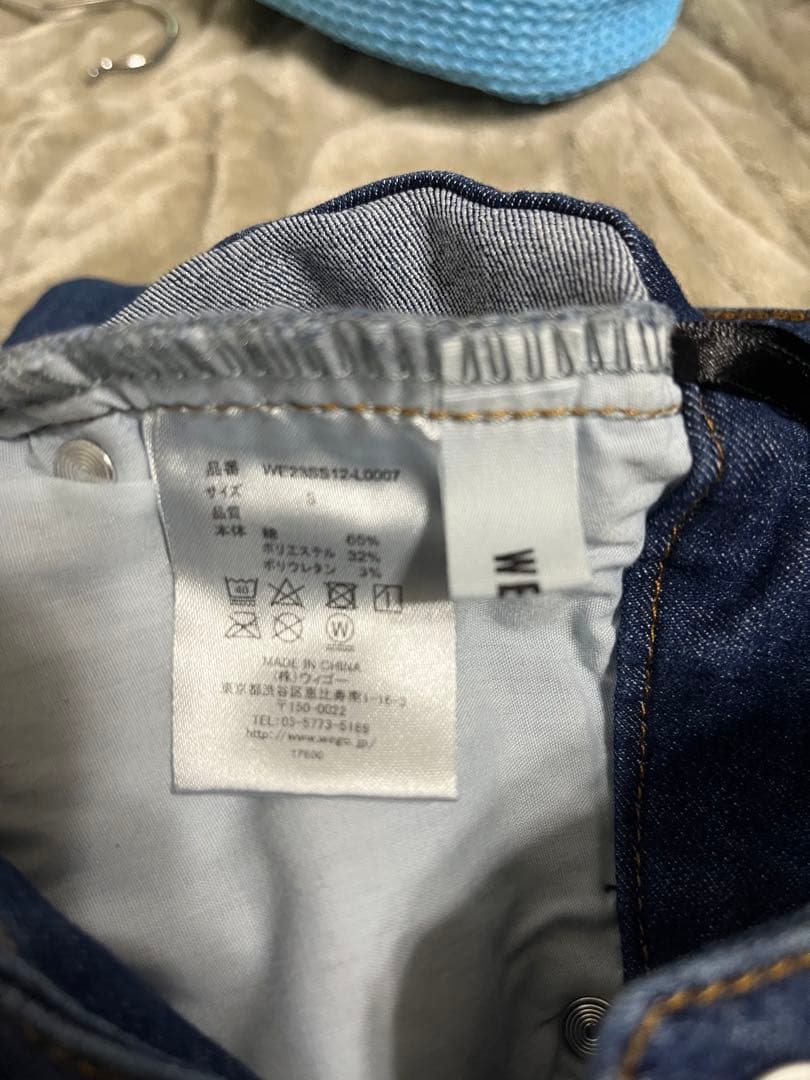 品番 WE23SS12-L0007
サイズ S
品質
本体 綿 65%
ポリエステル 32%
ポリウレタン 3%
40
W
MADE IN CHINA
(株)ウィゴー
東京都渋谷区恵比寿南1-16-3
〒150-0022
TEL:03-5773-5189
http://www.wego.jp/
17600
WE